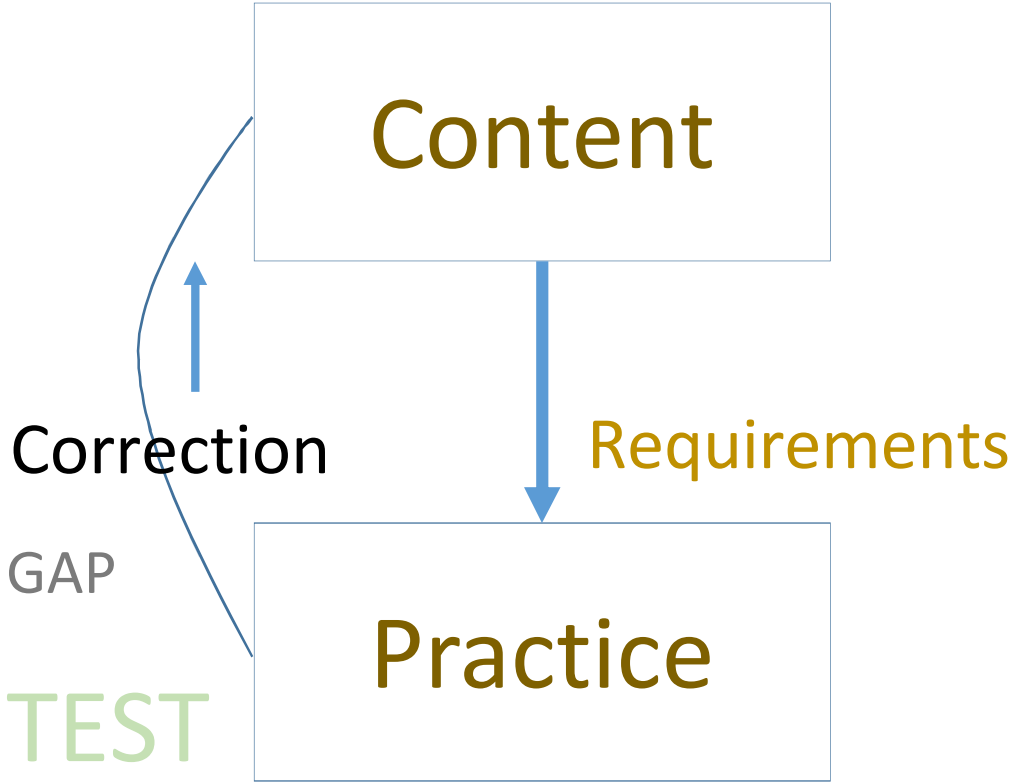 Content
Correction
Requirements
GAP
Practice
TEST